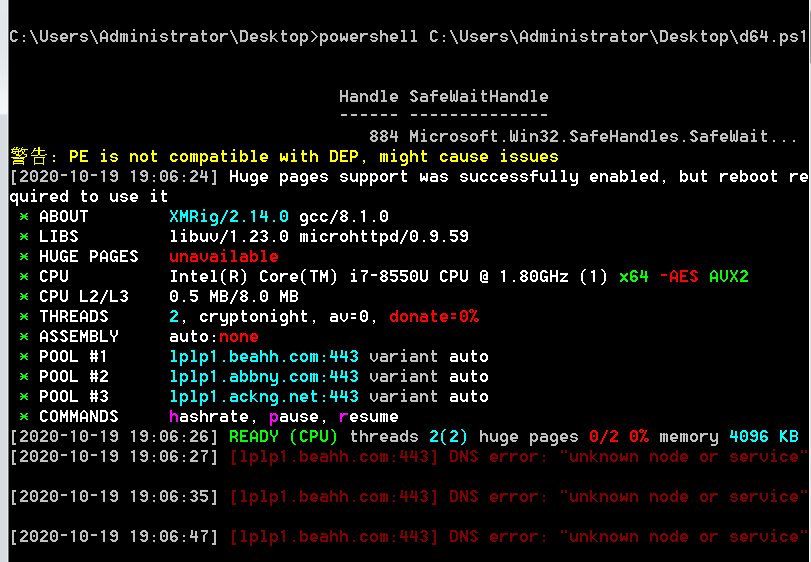 C:\Users\Administrator\Desktop>powershell C:\Users\Administrator\Desktop\d64.ps1
Handle SafeWaitHandle
------ --------------
884 Microsoft.Win32.SafeHandles.SafeWait...
警告: PE is not compatible with DEP, might cause issues
[2020-10-19 19:06:24] Huge pages support was successfully enabled, but reboot re
quired to use it
* ABOUT XMRig/2.14.0 gcc/8.1.0
* LIBS libuv/1.23.0 microhttpd/0.9.59
* HUGE PAGES unavailable
* CPU Intel(R) Core(TM) i7-8550U CPU @ 1.80GHz (1) x64 -AES AVX2
* CPU L2/L3 0.5 MB/8.0 MB
* THREADS 2, cryptonight, av=0, donate=0%
* ASSEMBLY auto:none
* POOL #1 lplp1.beahh.com:443 variant auto
* POOL #2 lplp1.abbny.com:443 variant auto
* POOL #3 lplp1.ackng.net:443 variant auto
* COMMANDS hashrate, pause, resume
[2020-10-19 19:06:26] READY (CPU) threads 2(2) huge pages 0/2 0% memory 4096 KB
[2020-10-19 19:06:27] [lplp1.beahh.com:443] DNS error: "unknown node or service"
[2020-10-19 19:06:35] [lplp1.beahh.com:443] DNS error: "unknown node or service"
[2020-10-19 19:06:47] [lplp1.beahh.com:443] DNS error: "unknown node or service"